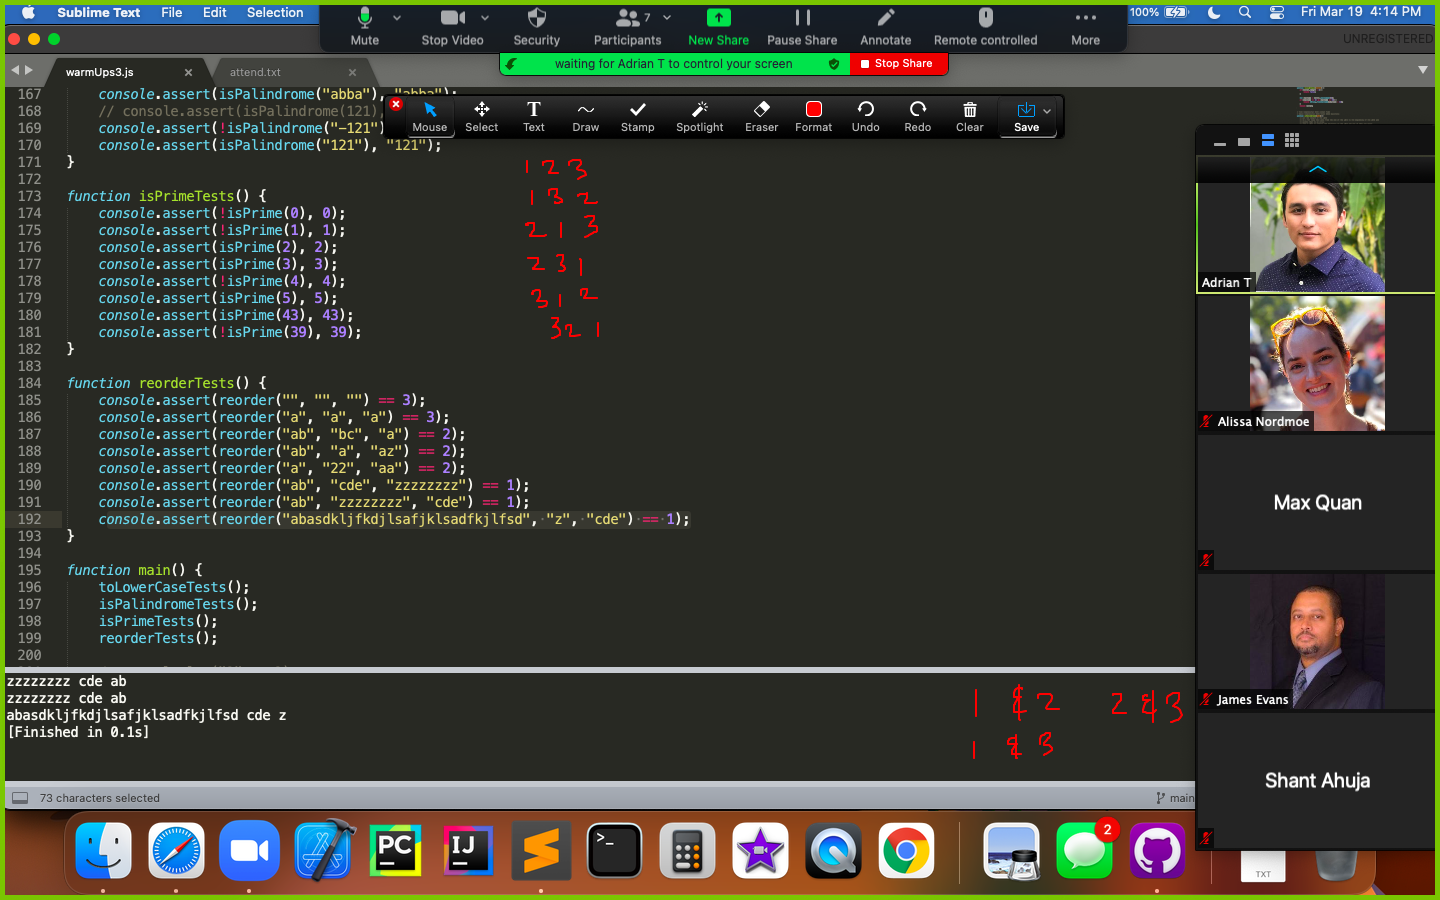 Sublime Text File Edit Selection
100% Fri Mar 19 4:14 PM
Mute Stop Video Security Participants 7 New Share Pause Share Annotate Remote controlled More
UNREGISTERED
waiting for Adrian T to control your screen Stop Share
warmUps3.js attend.txt
Mouse Select Text Draw Stamp Spotlight Eraser Format Undo Redo Clear Save
167 console.assert(isPalindrome("abba"), "abba");
168 // console.assert(isPalindrome(121),
169 console.assert(!isPalindrome("-121")
170 console.assert(isPalindrome("121"), "121");
171 }
172
173 function isPrimeTests() {
174 console.assert(!isPrime(0), 0);
175 console.assert(!isPrime(1), 1);
176 console.assert(isPrime(2), 2);
177 console.assert(isPrime(3), 3);
178 console.assert(!isPrime(4), 4);
179 console.assert(isPrime(5), 5);
180 console.assert(isPrime(43), 43);
181 console.assert(!isPrime(39), 39);
182 }
183
184 function reorderTests() {
185 console.assert(reorder("", "", "") == 3);
186 console.assert(reorder("a", "a", "a") == 3);
187 console.assert(reorder("ab", "bc", "a") == 2);
188 console.assert(reorder("ab", "a", "az") == 2);
189 console.assert(reorder("a", "22", "aa") == 2);
190 console.assert(reorder("ab", "cde", "zzzzzzzz") == 1);
191 console.assert(reorder("ab", "zzzzzzzz", "cde") == 1);
192 console.assert(reorder("abasdkljfkdjlsafjklsadfkjlfsd", "z", "cde") == 1);
193 }
194
195 function main() {
196 toLowerCaseTests();
197 isPalindromeTests();
198 isPrimeTests();
199 reorderTests();
200
1 2 3
1 3 2
2 1 3
2 3 1
3 1 2
3 2 1
zzzzzzzz cde ab
zzzzzzzz cde ab
abasdkljfkdjlsafjklsadfkjlfsd cde z
[Finished in 0.1s]
1 & 2 2 & 3
1 & 3
73 characters selected
main
Adrian T
Alissa Nordmoe
Max Quan
James Evans
Shant Ahuja
PC
IJ
>_
2
TXT